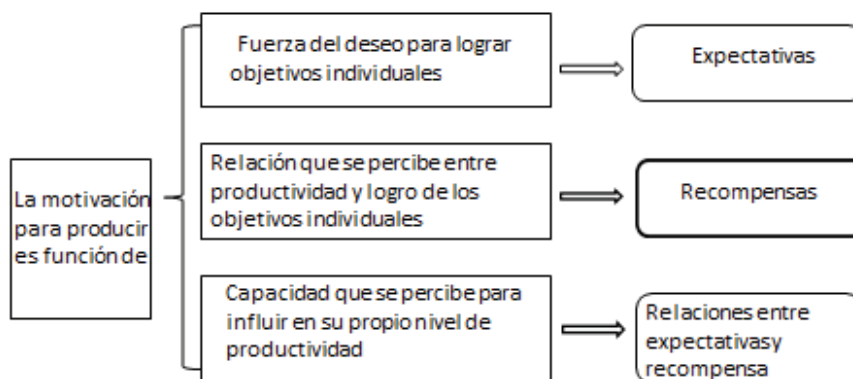 La motivación
para producir
es función de
Fuerza del deseo para lograr
objetivos individuales
Expectativas
Relación que se percibe entre
productividad y logro de los
objetivos individuales
Recompensas
Capacidad que se percibe para
influir en su propio nivel de
productividad
Relaciones entre
expectativasy
recompensa